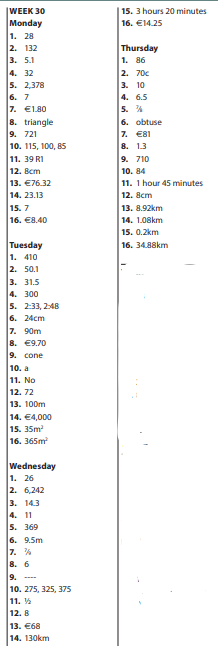 WEEK 30
Monday
1. 28
2. 132
3. 5.1
4. 32
5. 2,378
6. 7
7. €1.80
8. triangle
9. 721
10. 115, 100, 85
11. 39 R1
12. 8cm
13. €76.32
14. 23.13
15. 7
16. €8.40
Tuesday
1. 410
2. 50.1
3. 31.5
4. 300
5. 2:33, 2:48
6. 24cm
7. 90m
8. €9.70
9. cone
10. a
11. No
12. 72
13. 100m
14. €4,000
15. 35m²
16. 365m²
Wednesday
1. 26
2. 6,242
3. 14.3
4. 11
5. 369
6. 9.5m
7.
8. 6
9. ----
10. 275, 325, 375
11. ½
12. 8
13. €68
14. 130km
15. 3 hours 20 minutes
16. €14.25
Thursday
1. 86
2. 70c
3. 10
4. 6.5
5.
6. obtuse
7. €81
8. 1.3
9. 710
10. 84
11. 1 hour 45 minutes
12. 8cm
13. 8.92km
14. 1.08km
15. 0.2km
16. 34.88km